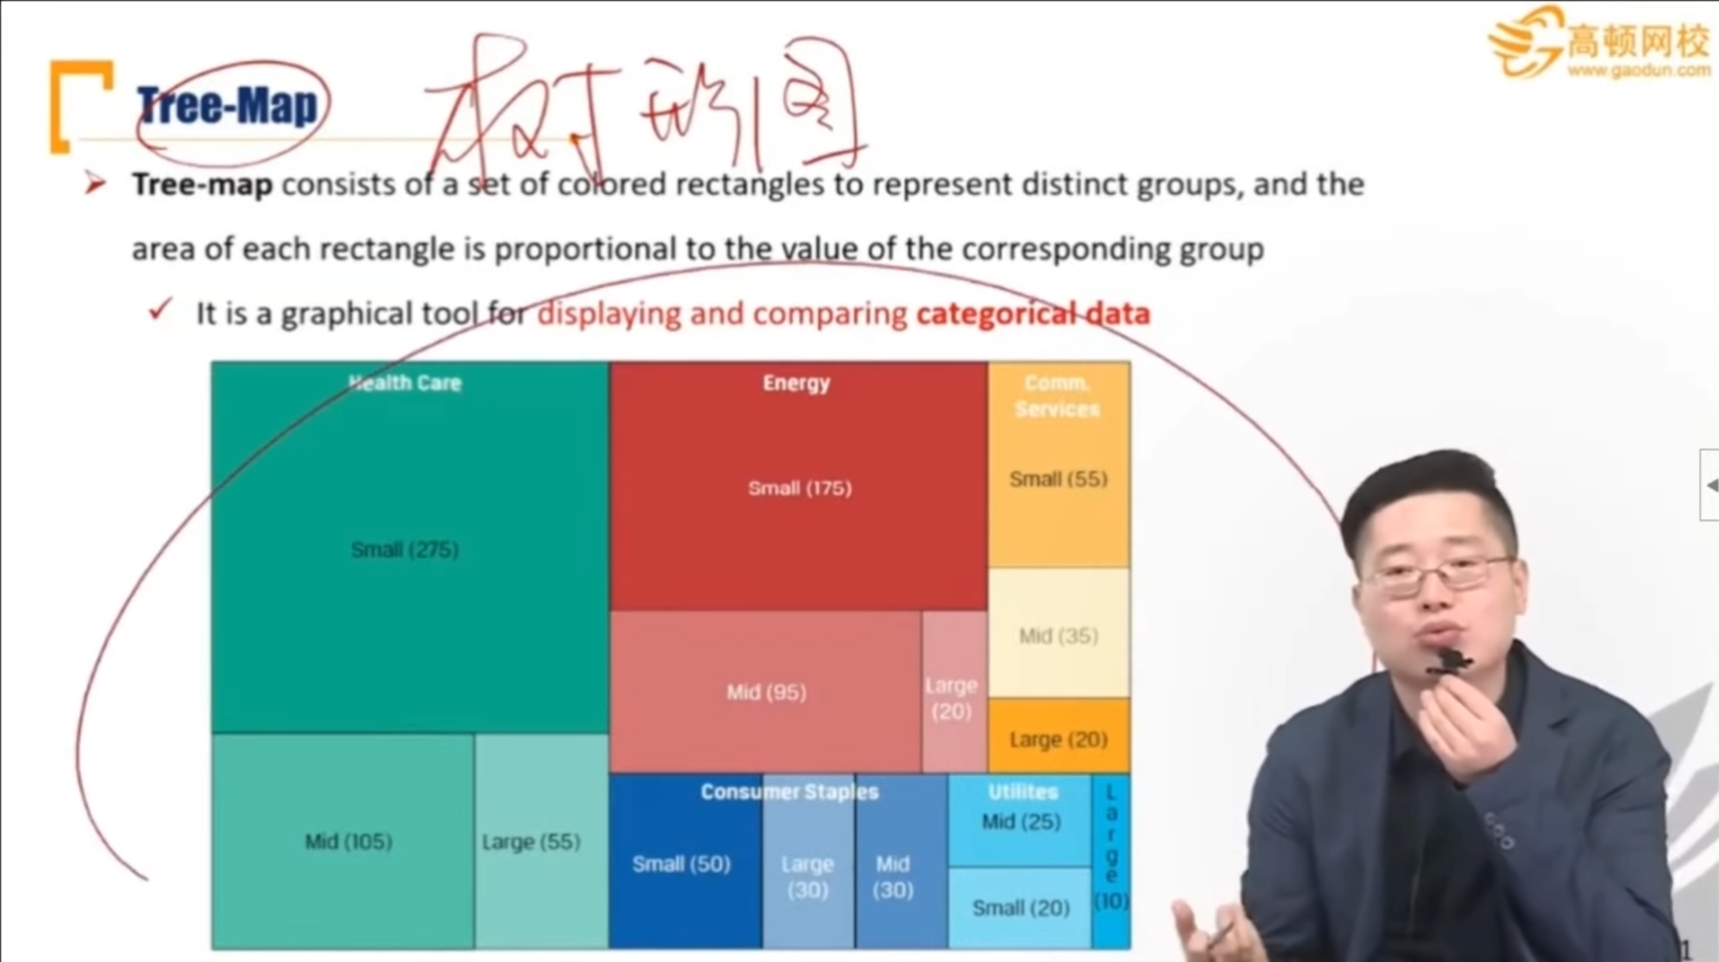 高顿网校
www.gaodun.com
Tree-Map
树形图
Tree-map consists of a set of colored rectangles to represent distinct groups, and the
area of each rectangle is proportional to the value of the corresponding group
It is a graphical tool for displaying and comparing categorical data
Health Care
Small (275)
Mid (105)
Large (55)
Energy
Small (175)
Mid (95)
Large
(20)
Comm.
Services
Small (55)
Mid (35)
Large (20)
Consumer Staples
Small (50)
Large
(30)
Mid
(30)
Utilites
Mid (25)
Small (20)
Large
(10)